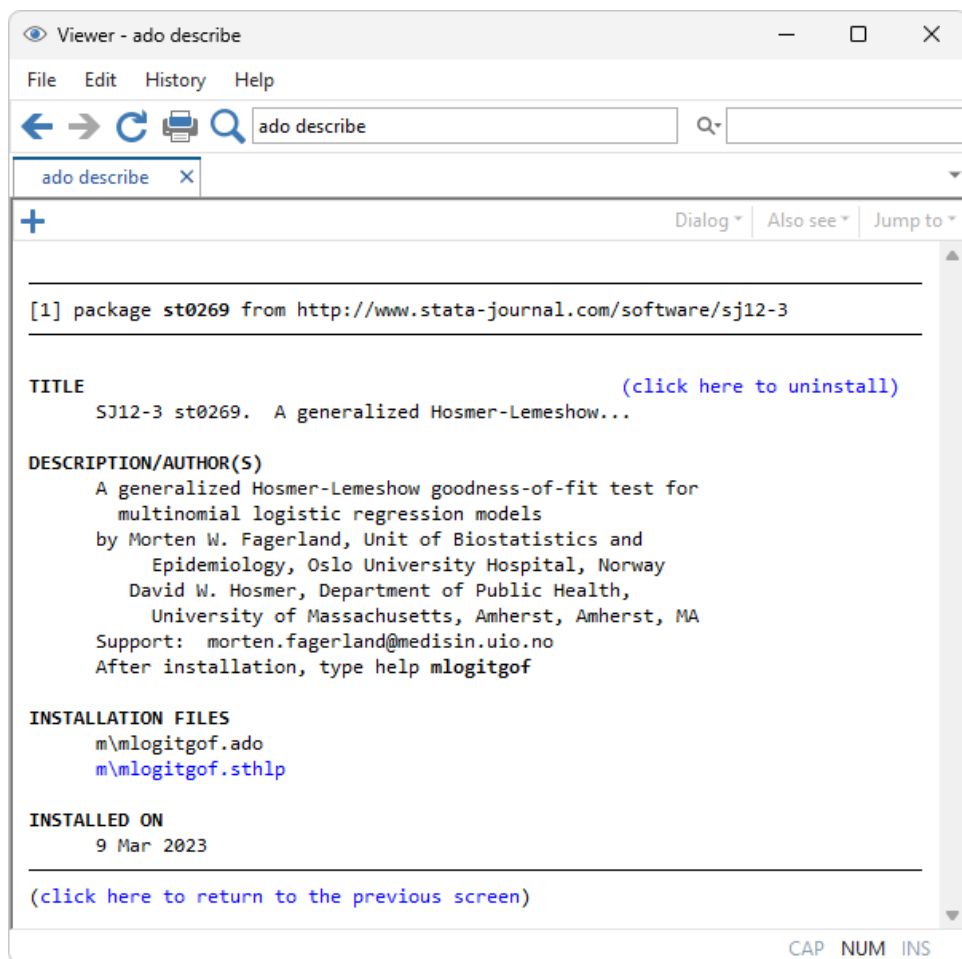 Viewer - ado describe
File Edit History Help
ado describe
ado describe
Dialog Also see Jump to
[1] package st0269 from http://www.stata-journal.com/software/sj12-3
TITLE (click here to uninstall)
SJ12-3 st0269. A generalized Hosmer-Lemeshow...
DESCRIPTION/AUTHOR(S)
A generalized Hosmer-Lemeshow goodness-of-fit test for
multinomial logistic regression models
by Morten W. Fagerland, Unit of Biostatistics and
Epidemiology, Oslo University Hospital, Norway
David W. Hosmer, Department of Public Health,
University of Massachusetts, Amherst, Amherst, MA
Support: morten.fagerland@medisin.uio.no
After installation, type help mlogitgof
INSTALLATION FILES
m\mlogitgof.ado
m\mlogitgof.sthlp
INSTALLED ON
9 Mar 2023
(click here to return to the previous screen)
CAP NUM INS